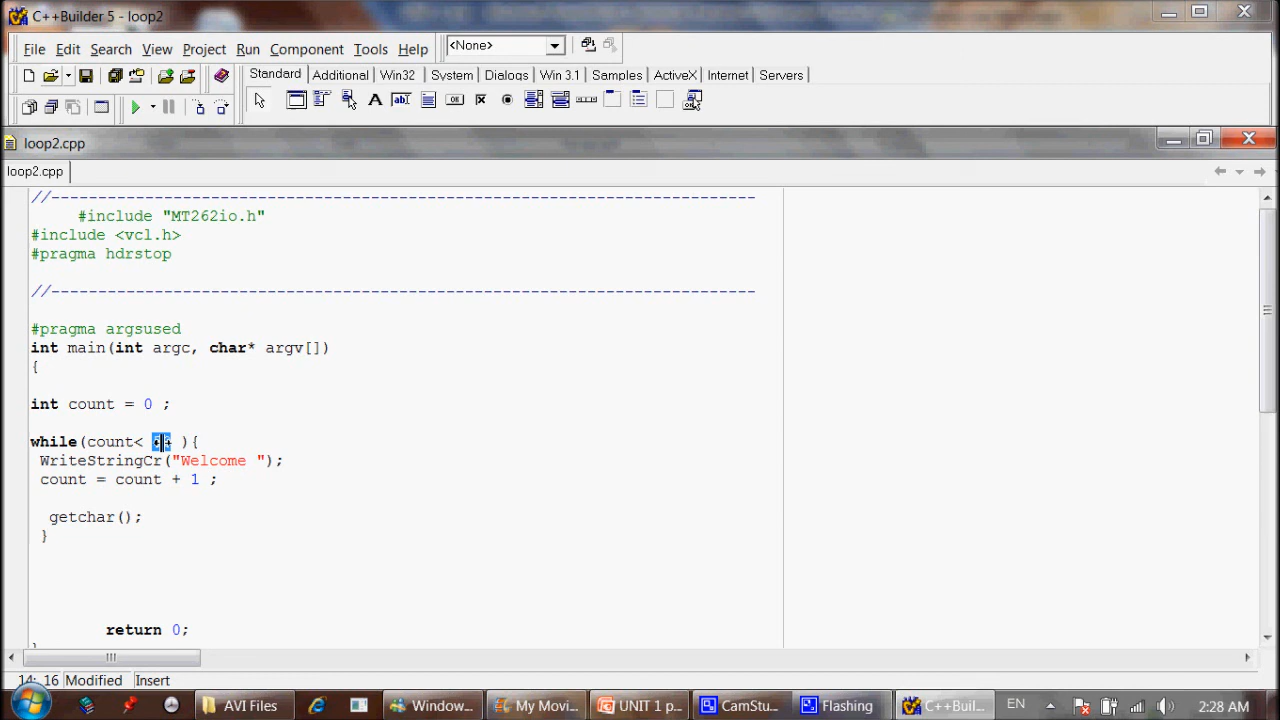 C++Builder 5 - loop2
File Edit Search View Project Run Component Tools Help <None>
Standard Additional Win32 System Dialogs Win 3.1 Samples ActiveX Internet Servers
loop2.cpp
loop2.cpp
//---------------------------------------------------------------------------
#include "MT262io.h"
#include <vcl.h>
#pragma hdrstop
//---------------------------------------------------------------------------
#pragma argsused
int main(int argc, char* argv[])
{
int count = 0 ;
while(count< ){
WriteStringCr("Welcome ");
count = count + 1 ;
getchar();
}
return 0;
14: 16 Modified Insert
AVI Files Window... My Movi... UNIT 1 p... CamStu... Flashing C++Buil... EN 2:28 AM